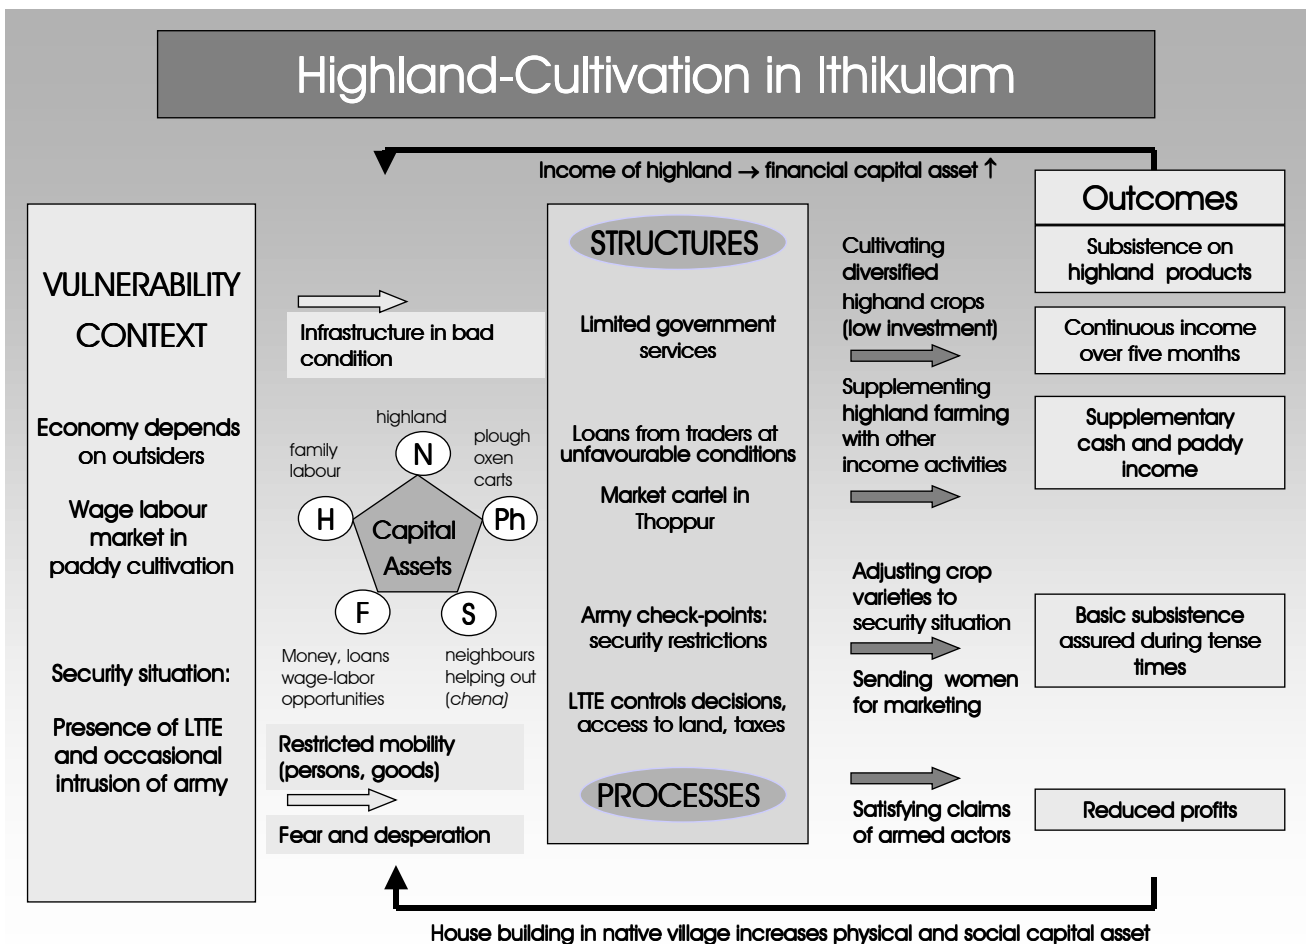 Highland-Cultivation in Ithikulam
Income of highland → financial capital asset ↑
VULNERABILITY
CONTEXT
Economy depends
on outsiders
Wage labour
market in
paddy cultivation
Security situation:
Presence of LTTE
and occasional
intrusion of army
Infrastructure in bad
condition
highland
family
labour
plough
oxen
carts
N
H
Ph
Capital
Assets
F
S
Money, loans
wage-labor
opportunities
neighbours
helping out
(chena)
Restricted mobility
(persons, goods)
Fear and desperation
STRUCTURES
Limited government
services
Loans from traders at
unfavourable conditions
Market cartel in
Thoppur
Army check-points:
security restrictions
LTTE controls decisions,
access to land, taxes
PROCESSES
Cultivating
diversified
highand crops
(low investment)
Supplementing
highland farming
with other
income activities
Adjusting crop
varieties to
security situation
Sending women
for marketing
Satisfying claims
of armed actors
Outcomes
Subsistence on
highland products
Continuous income
over five months
Supplementary
cash and paddy
income
Basic subsistence
assured during tense
times
Reduced profits
House building in native village increases physical and social capital asset